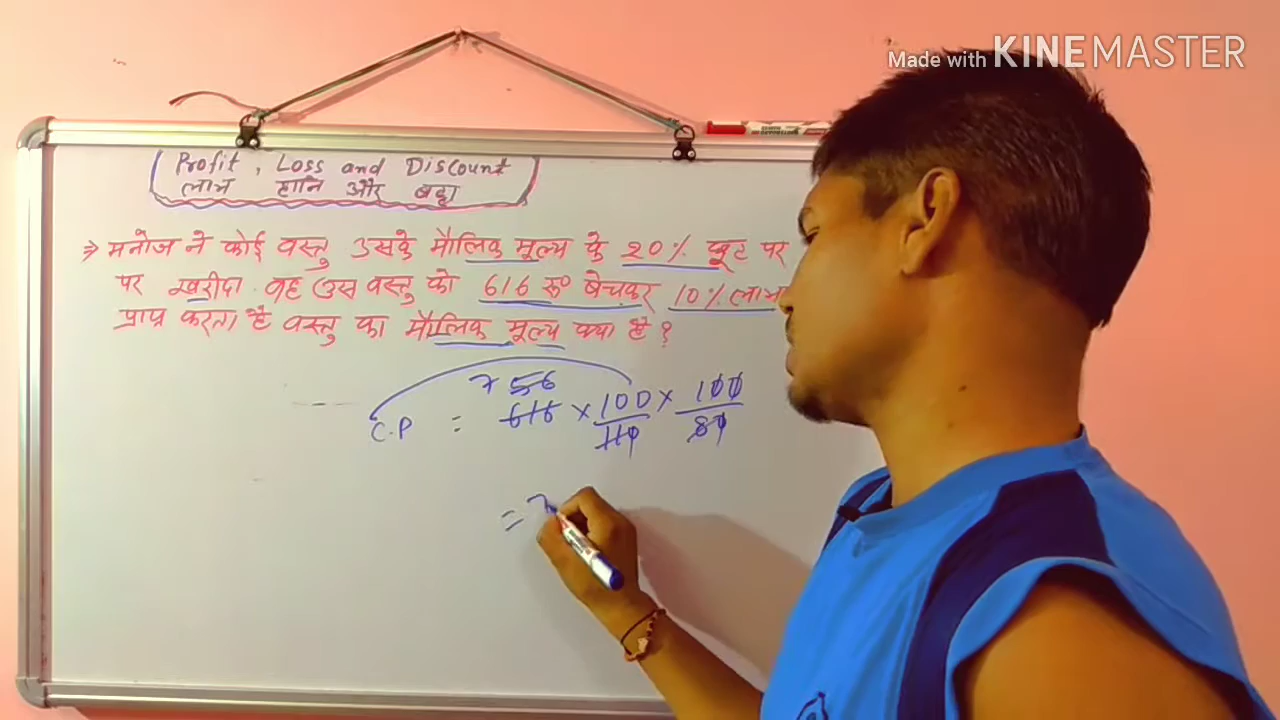 Made with KINEMASTER
Profit, Loss and Discount
लाभ हानि और बट्टा
⇒ मनोज ने कोई वस्तु उसके मौलिक मूल्य के 20% छूट पर
पर खरीदा वह उस वस्तु को 616 रु० बेचकर 10% लाभ
प्राप्त करता है वस्तु का मौलिक मूल्य क्या है?
7 56
C.P = 616 × 100/110 × 100/80
= 7